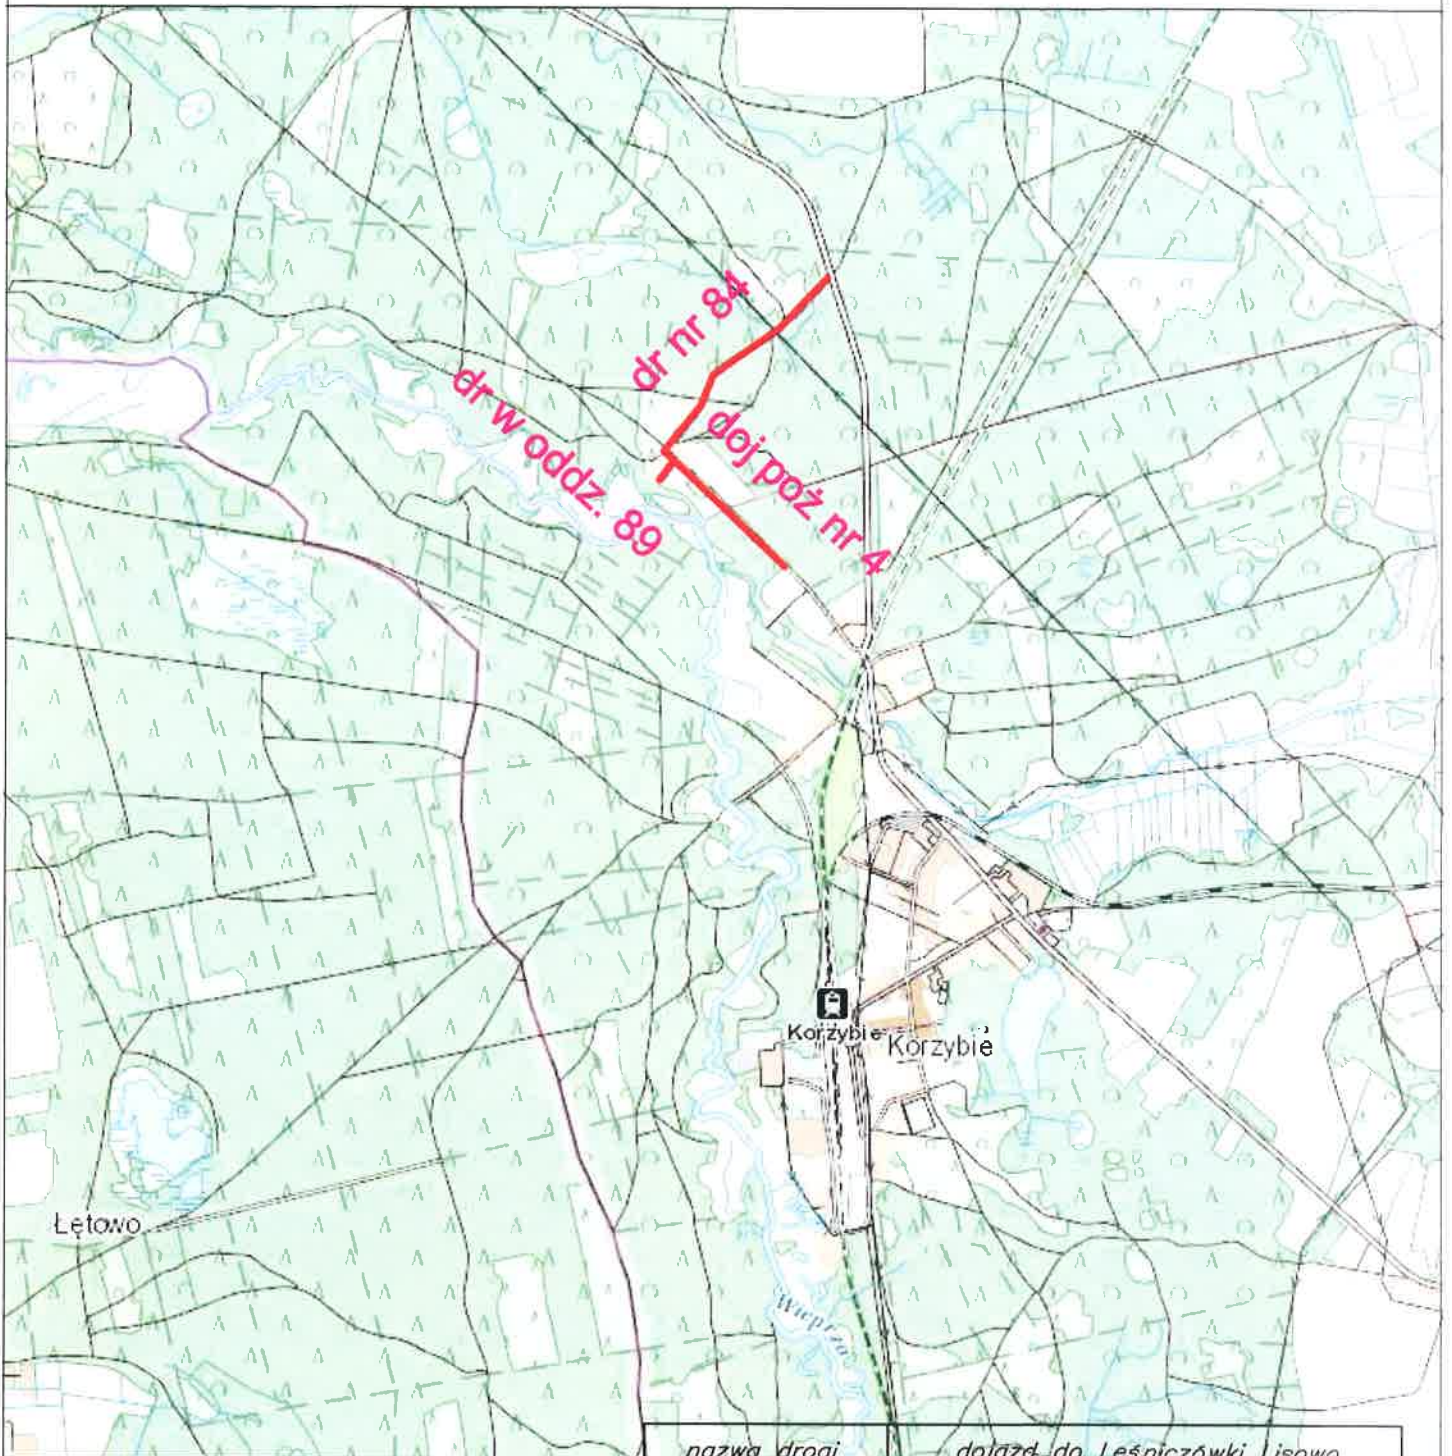 dr nr 84
dr w oddz. 89
doj poż nr 4
Korzybie
Korzybie
Łętowo
Wieprza
nazwa drogi
dojazd do Leśniczówki Lisowo